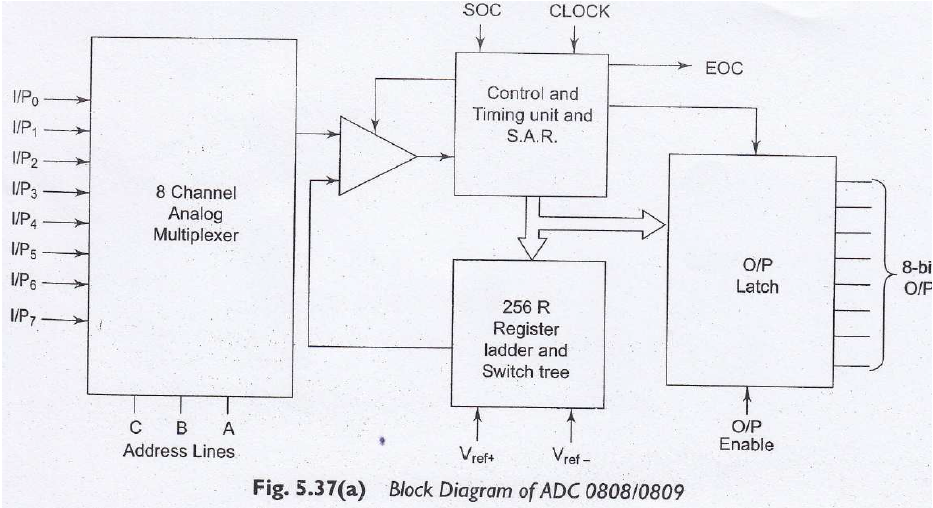 SOC CLOCK
I/P0
I/P1
I/P2
I/P3
I/P4
I/P5
I/P6
I/P7
8 Channel
Analog
Multiplexer
C B A
Address Lines
Control and
Timing unit and
S.A.R.
EOC
256 R
Register
ladder and
Switch tree
Vref+ Vref –
O/P
Latch
8-bi
O/P
O/P
Enable
Fig. 5.37(a) Block Diagram of ADC 0808/0809